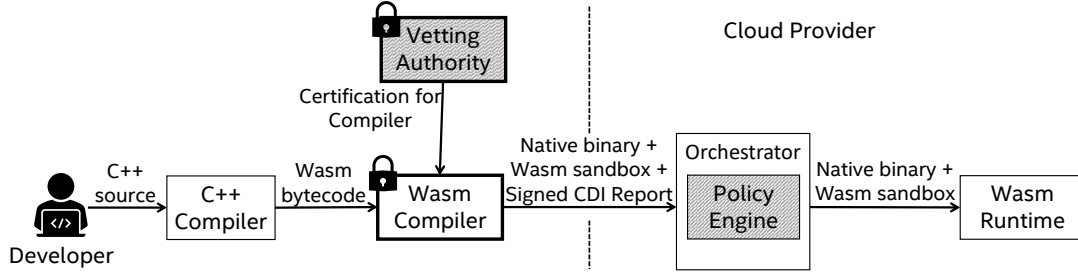 Vetting
Authority
Cloud Provider
Certification for
Compiler
C++
source
</>
Developer
C++
Compiler
Wasm
bytecode
Wasm
Compiler
Native binary +
Wasm sandbox +
Signed CDI Report
Orchestrator
Policy
Engine
Native binary +
Wasm sandbox
Wasm
Runtime